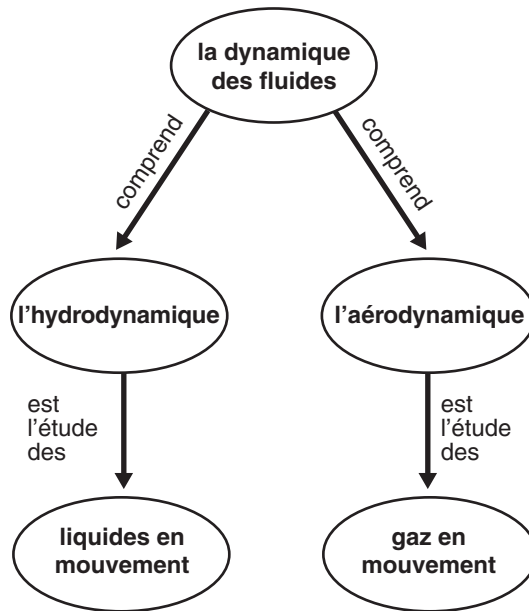 la dynamique
des fluides
comprend
comprend
l'hydrodynamique
l'aérodynamique
est
l'étude
des
est
l'étude
des
liquides en
mouvement
gaz en
mouvement